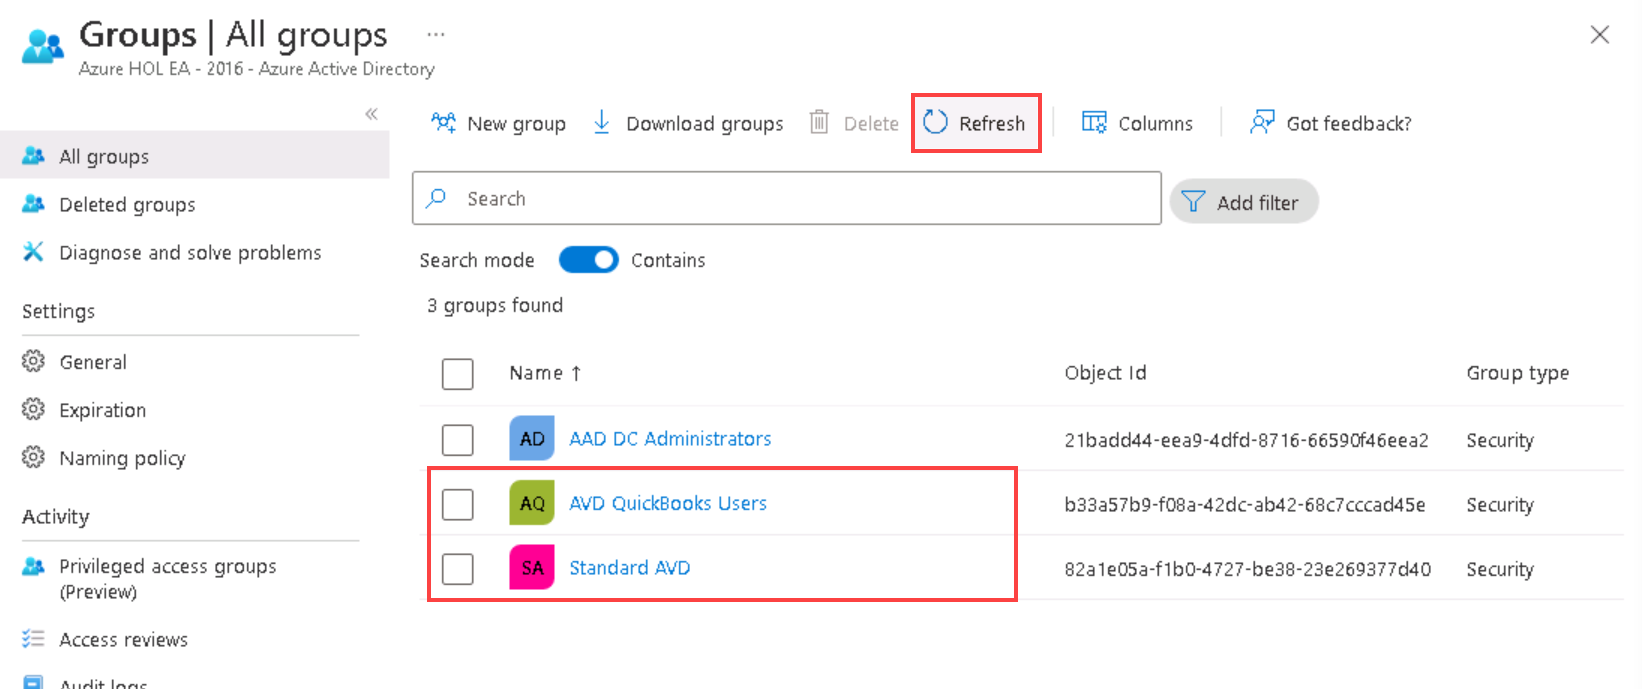 Groups | All groups ...
Azure HOL EA - 2016 - Azure Active Directory
«
All groups
Deleted groups
Diagnose and solve problems
Settings
General
Expiration
Naming policy
Activity
Privileged access groups
(Preview)
Access reviews
Audit logs
New group Download groups Delete Refresh Columns Got feedback?
Search Add filter
Search mode Contains
3 groups found
Name ↑ Object Id Group type
AD AAD DC Administrators 21badd44-eea9-4dfd-8716-66590f46eea2 Security
AQ AVD QuickBooks Users b33a57b9-f08a-42dc-ab42-68c7cccad45e Security
SA Standard AVD 82a1e05a-f1b0-4727-be38-23e269377d40 Security